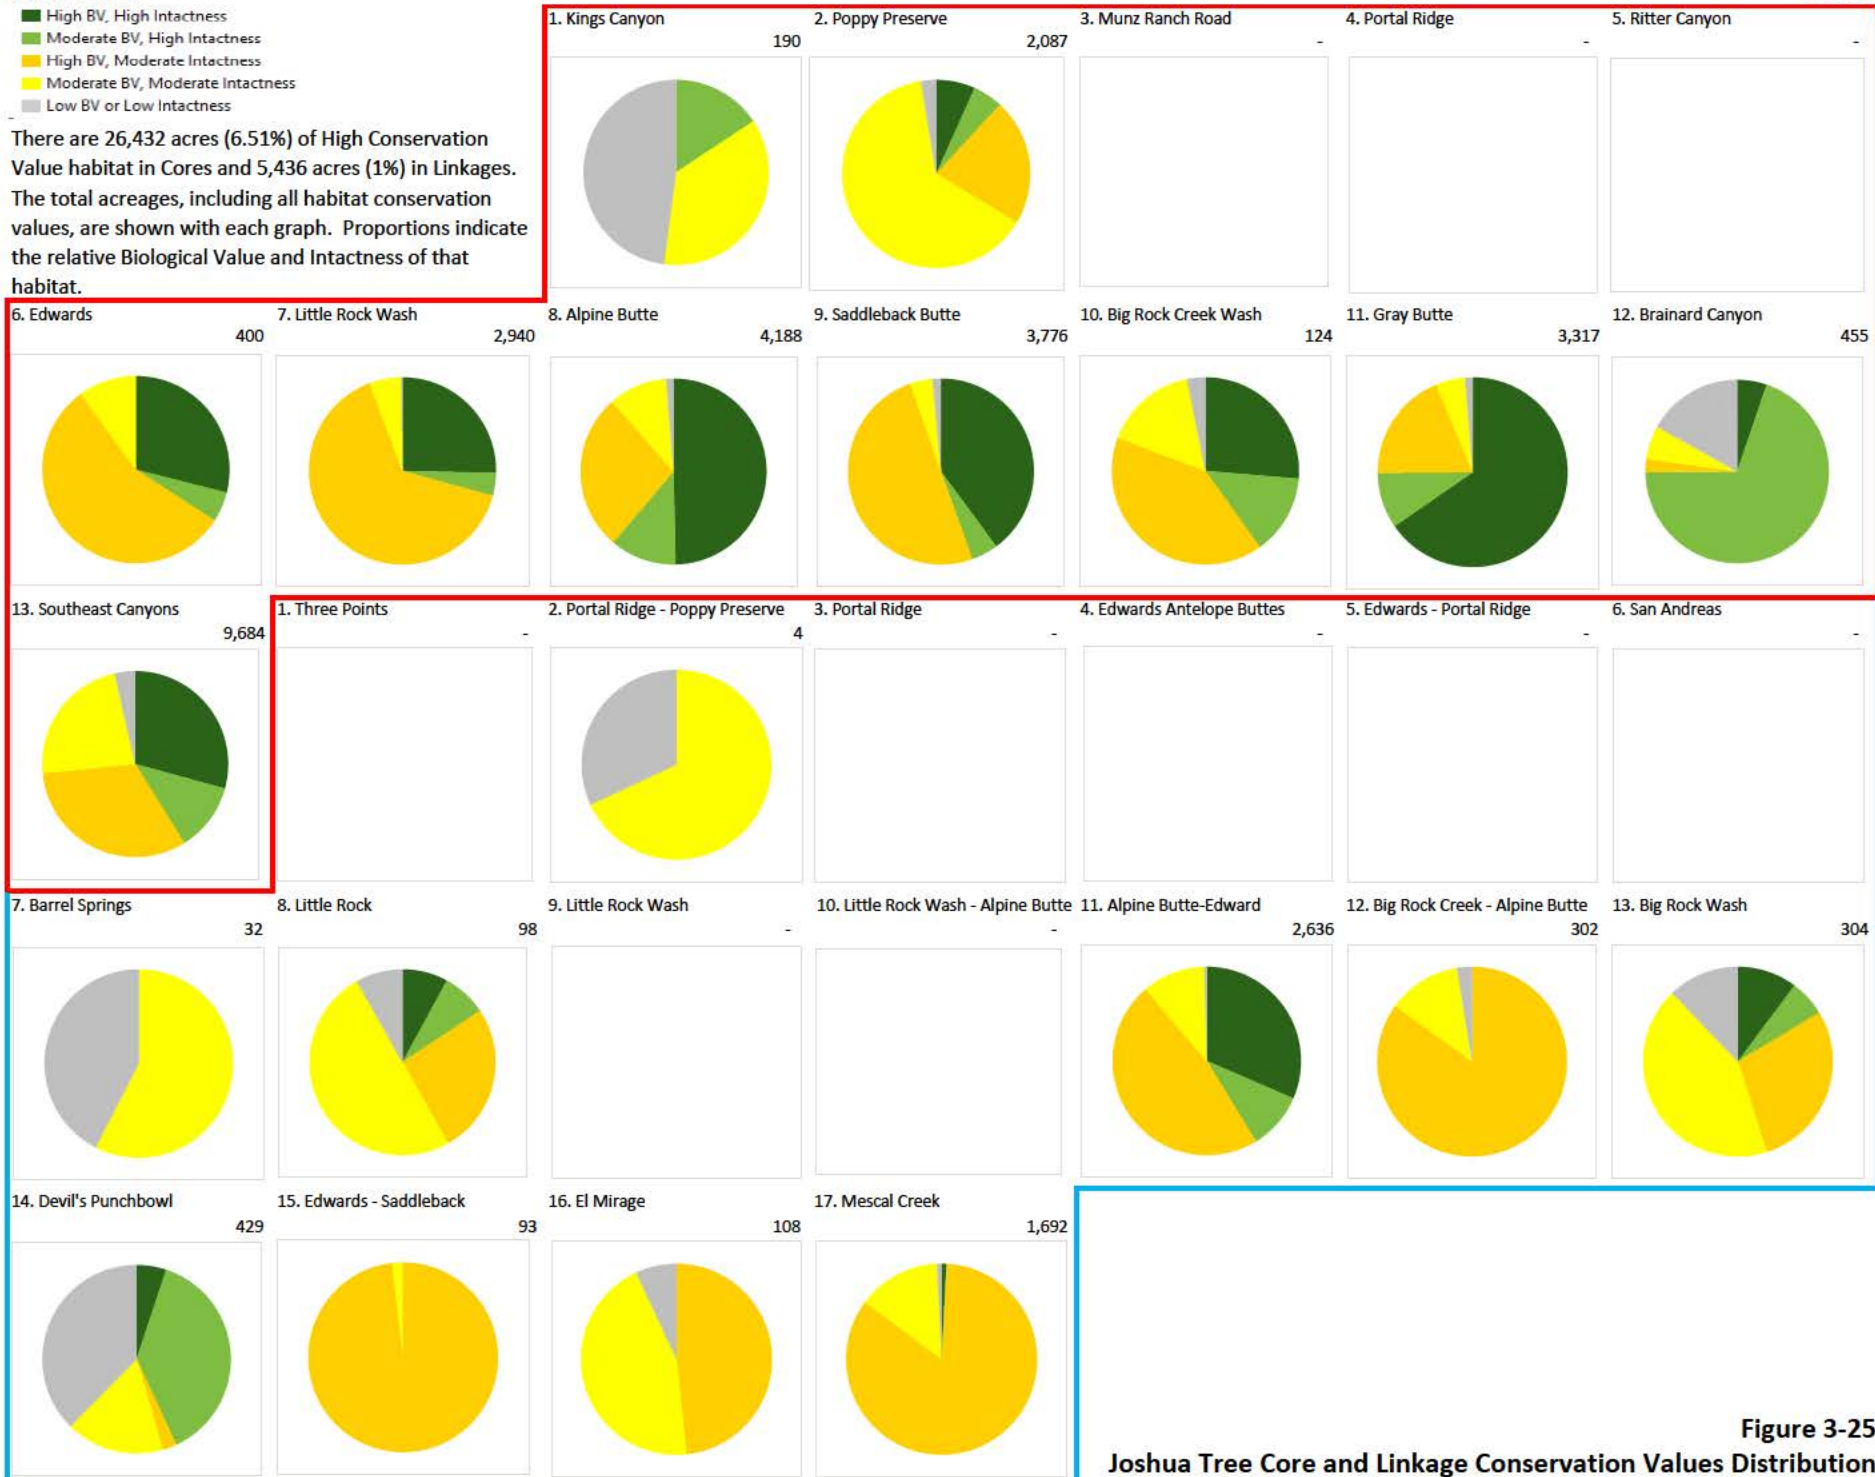 High BV, High Intactness
Moderate BV, High Intactness
High BV, Moderate Intactness
Moderate BV, Moderate Intactness
Low BV or Low Intactness
There are 26,432 acres (6.51%) of High Conservation
Value habitat in Cores and 5,436 acres (1%) in Linkages.
The total acreages, including all habitat conservation
values, are shown with each graph. Proportions indicate
the relative Biological Value and Intactness of that
habitat.
1. Kings Canyon
190
2. Poppy Preserve
2,087
3. Munz Ranch Road
-
4. Portal Ridge
-
5. Ritter Canyon
-
6. Edwards
400
7. Little Rock Wash
2,940
8. Alpine Butte
4,188
9. Saddleback Butte
3,776
10. Big Rock Creek Wash
124
11. Gray Butte
3,317
12. Brainard Canyon
455
13. Southeast Canyons
9,684
1. Three Points
-
2. Portal Ridge - Poppy Preserve
4
3. Portal Ridge
-
4. Edwards Antelope Buttes
-
5. Edwards - Portal Ridge
-
6. San Andreas
-
7. Barrel Springs
32
8. Little Rock
98
9. Little Rock Wash
-
10. Little Rock Wash - Alpine Butte
-
11. Alpine Butte-Edward
2,636
12. Big Rock Creek - Alpine Butte
302
13. Big Rock Wash
304
14. Devil's Punchbowl
429
15. Edwards - Saddleback
93
16. El Mirage
108
17. Mescal Creek
1,692
Figure 3-25
Joshua Tree Core and Linkage Conservation Values Distribution